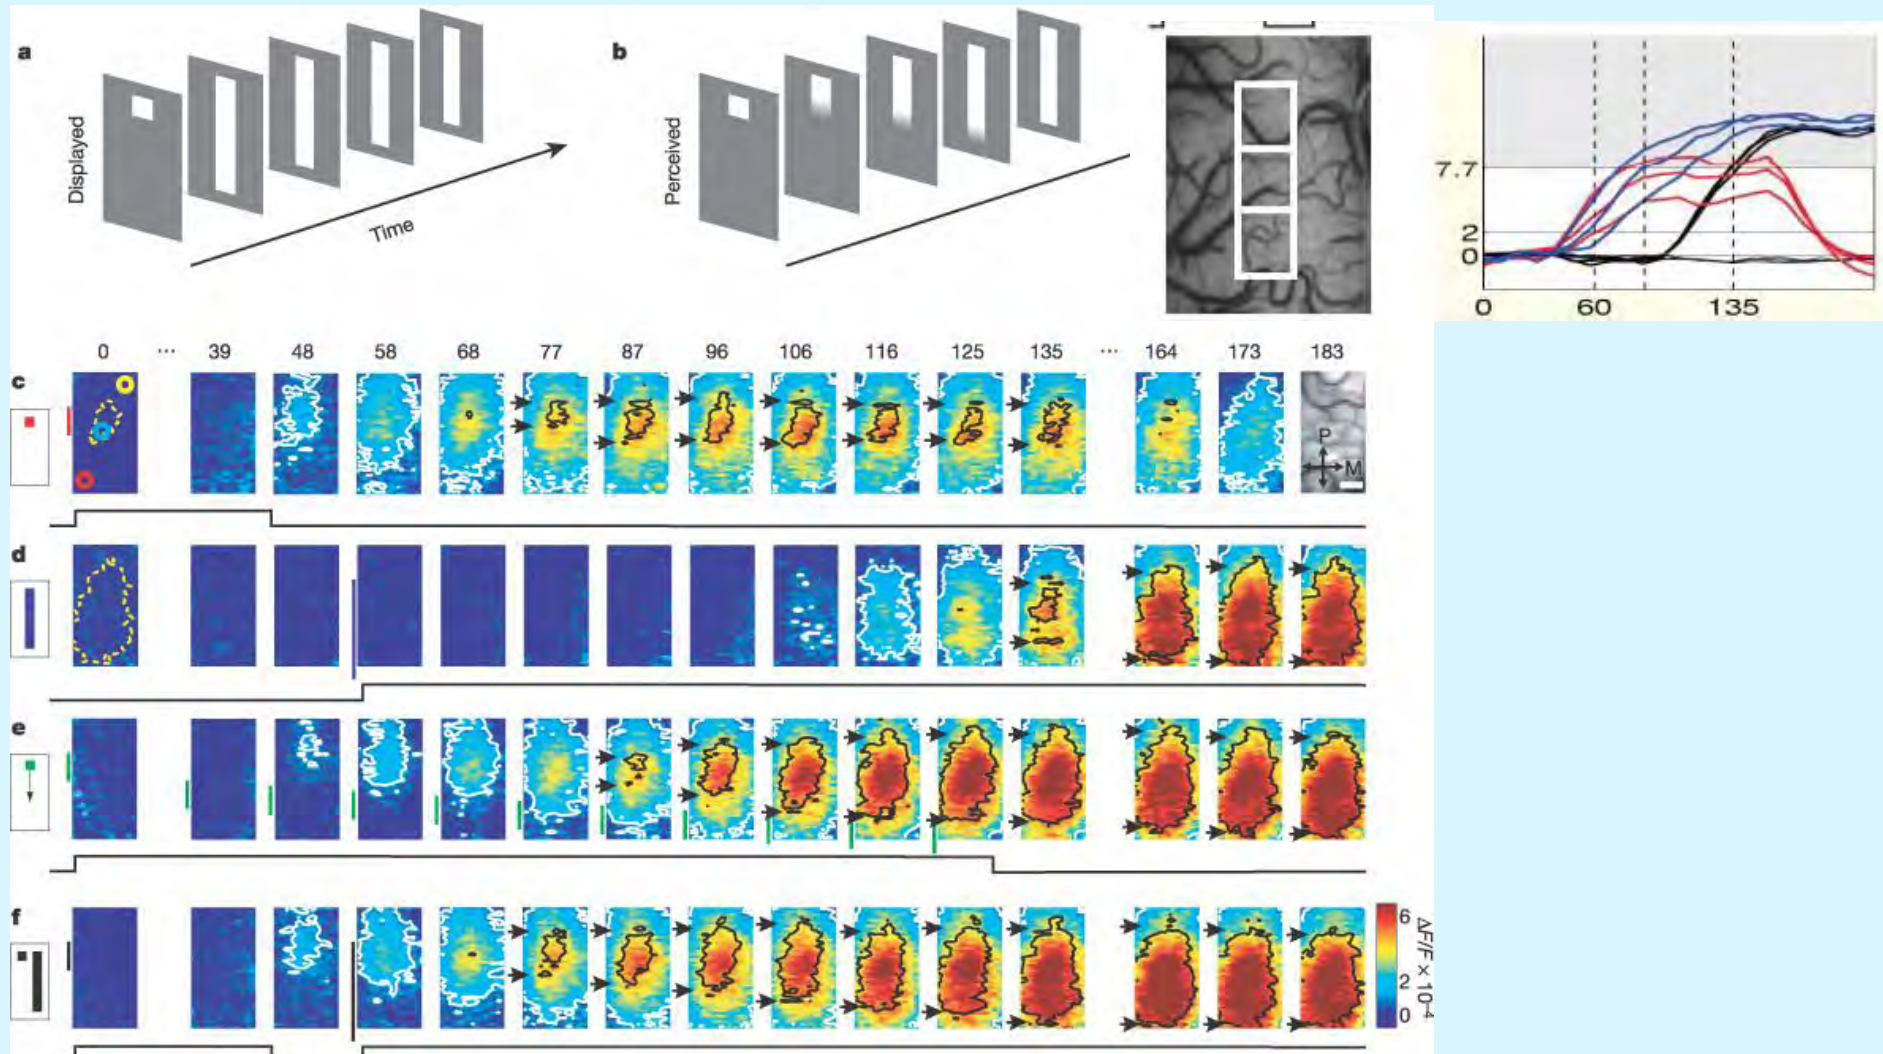 a
b
Displayed
Perceived
Time
7.7
2
0
0 60 135
0 ... 39 48 58 68 77 87 96 106 116 125 135 ... 164 173 183
c
P
M
d
e
f
6
2
0
ΔF/F × 10⁻⁴